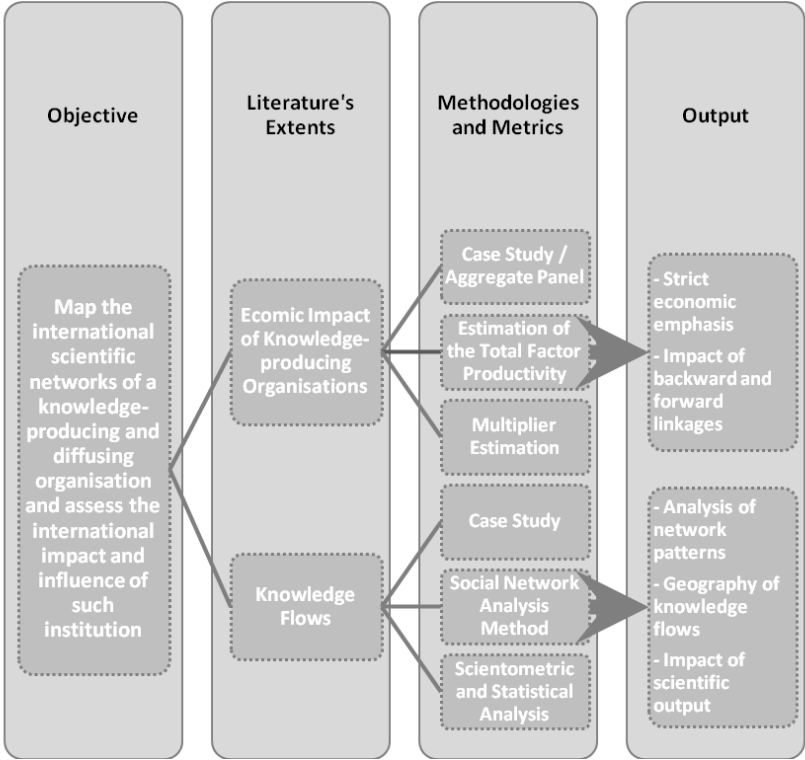 Objective
Map the
international
scientific
networks of a
knowledge-
producing and
diffusing
organisation
and assess the
international
impact and
influence of
such
institution
Literature's
Extents
Ecomic Impact
of Knowledge-
producing
Organisations
Knowledge
Flows
Methodologies
and Metrics
Case Study /
Aggregate Panel
Estimation of
the Total Factor
Productivity
Multiplier
Estimation
Case Study
Social Network
Analysis
Method
Scientometric
and Statistical
Analysis
Output
- Strict
economic
emphasis
- Impact of
backward and
forward
linkages
- Analysis of
network
patterns
- Geography of
knowledge
flows
- Impact of
scientific
output